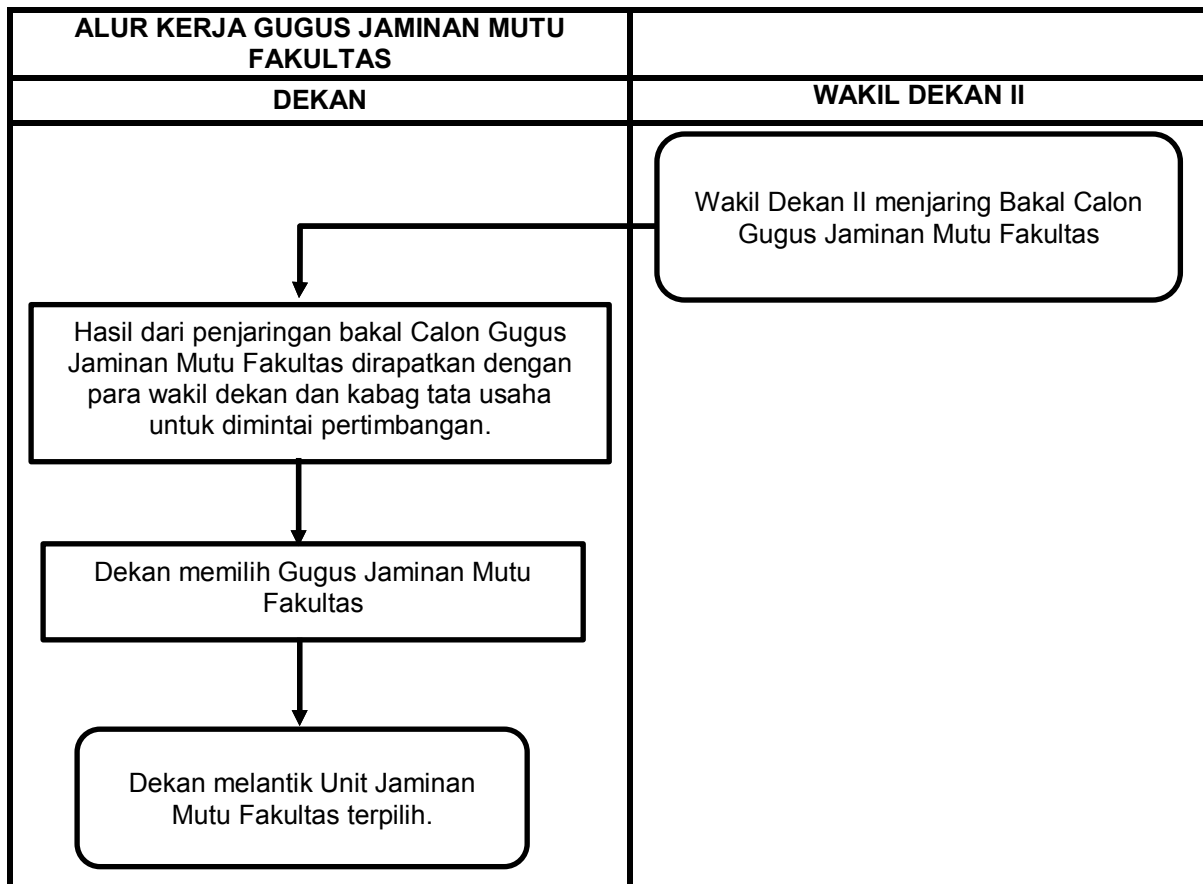 ALUR KERJA GUGUS JAMINAN MUTU
FAKULTAS
DEKAN
WAKIL DEKAN II
Wakil Dekan II menjaring Bakal Calon
Gugus Jaminan Mutu Fakultas
Hasil dari penjaringan bakal Calon Gugus
Jaminan Mutu Fakultas dirapatkan dengan
para wakil dekan dan kabag tata usaha
untuk dimintai pertimbangan.
Dekan memilih Gugus Jaminan Mutu
Fakultas
Dekan melantik Unit Jaminan
Mutu Fakultas terpilih.